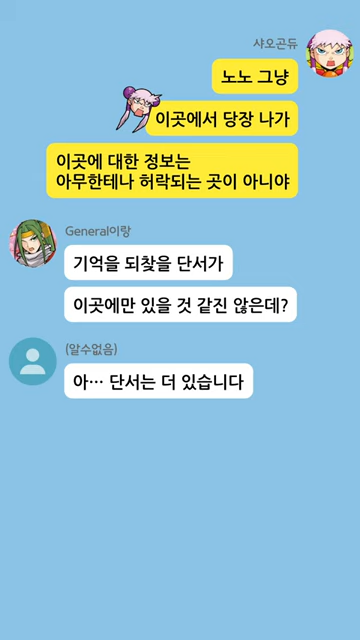 샤오곤듀
노노 그냥
이곳에서 당장 나가
이곳에 대한 정보는
아무한테나 허락되는 곳이 아니야
General이랑
기억을 되찾을 단서가
이곳에만 있을 것 같진 않은데?
(알수없음)
아… 단서는 더 있습니다